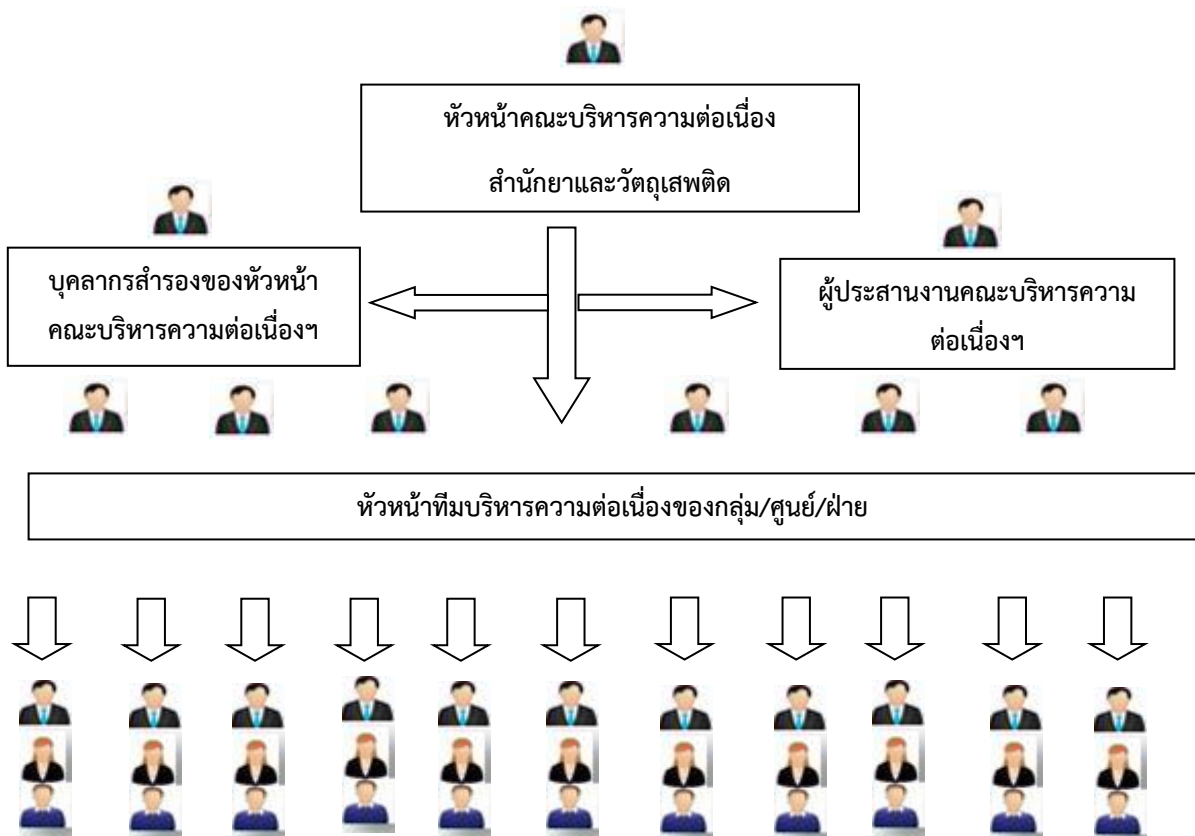 หัวหน้าคณะบริหารความต่อเนื่อง
สำนักยาและวัตถุเสพติด
บุคลากรสำรองของหัวหน้า
คณะบริหารความต่อเนื่องฯ
ผู้ประสานงานคณะบริหารความ
ต่อเนื่องฯ
หัวหน้าทีมบริหารความต่อเนื่องของกลุ่ม/ศูนย์/ฝ่าย